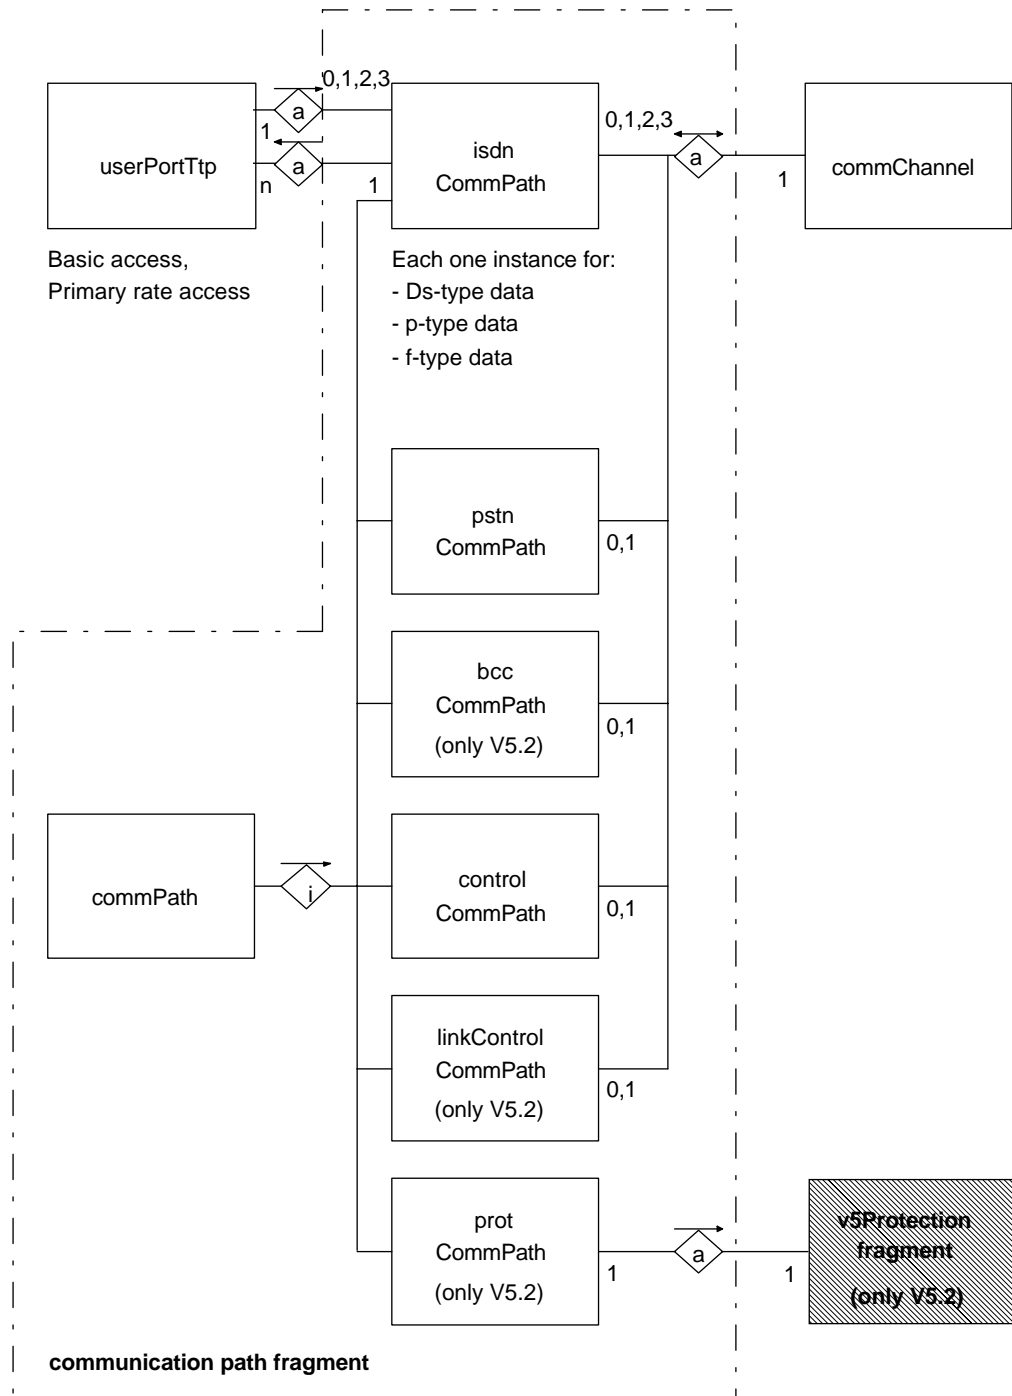 0,1,2,3
a
1
userPortTtp
a
n
1
isdn
CommPath
0,1,2,3
a
1
commChannel
Basic access,
Primary rate access
Each one instance for:
- Ds-type data
- p-type data
- f-type data
pstn
CommPath
0,1
bcc
CommPath
(only V5.2)
0,1
commPath
i
control
CommPath
0,1
linkControl
CommPath
(only V5.2)
0,1
prot
CommPath
(only V5.2)
1
a
1
v5Protection
fragment
(only V5.2)
communication path fragment